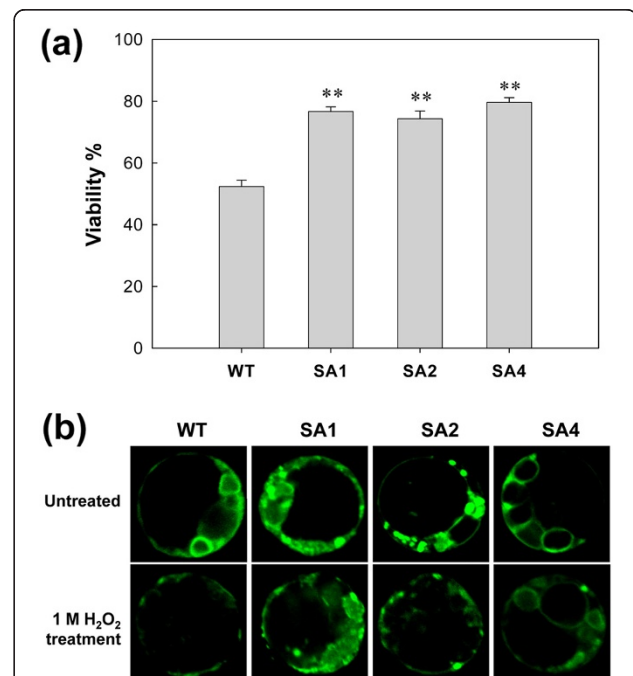 (a)
100
80
60
40
20
0
Viability %
**
**
**
WT SA1 SA2 SA4
(b)
WT SA1 SA2 SA4
Untreated
1 M H₂O₂
treatment